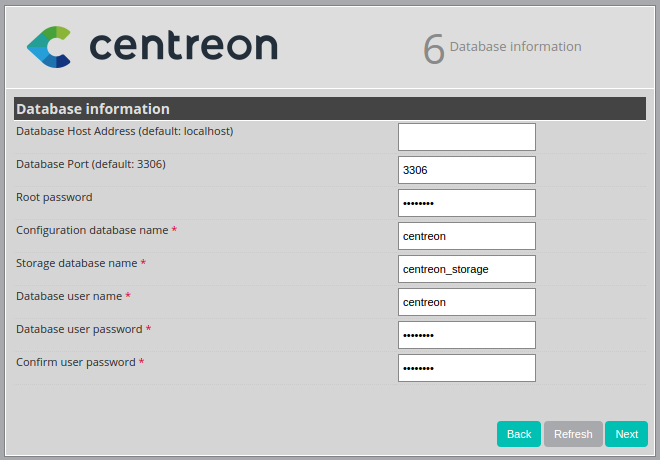 centreon
6 Database information
Database information
Database Host Address (default: localhost)
Database Port (default: 3306) 3306
Root password ••••••••
Configuration database name * centreon
Storage database name * centreon_storage
Database user name * centreon
Database user password * ••••••••
Confirm user password * ••••••••
Back Refresh Next